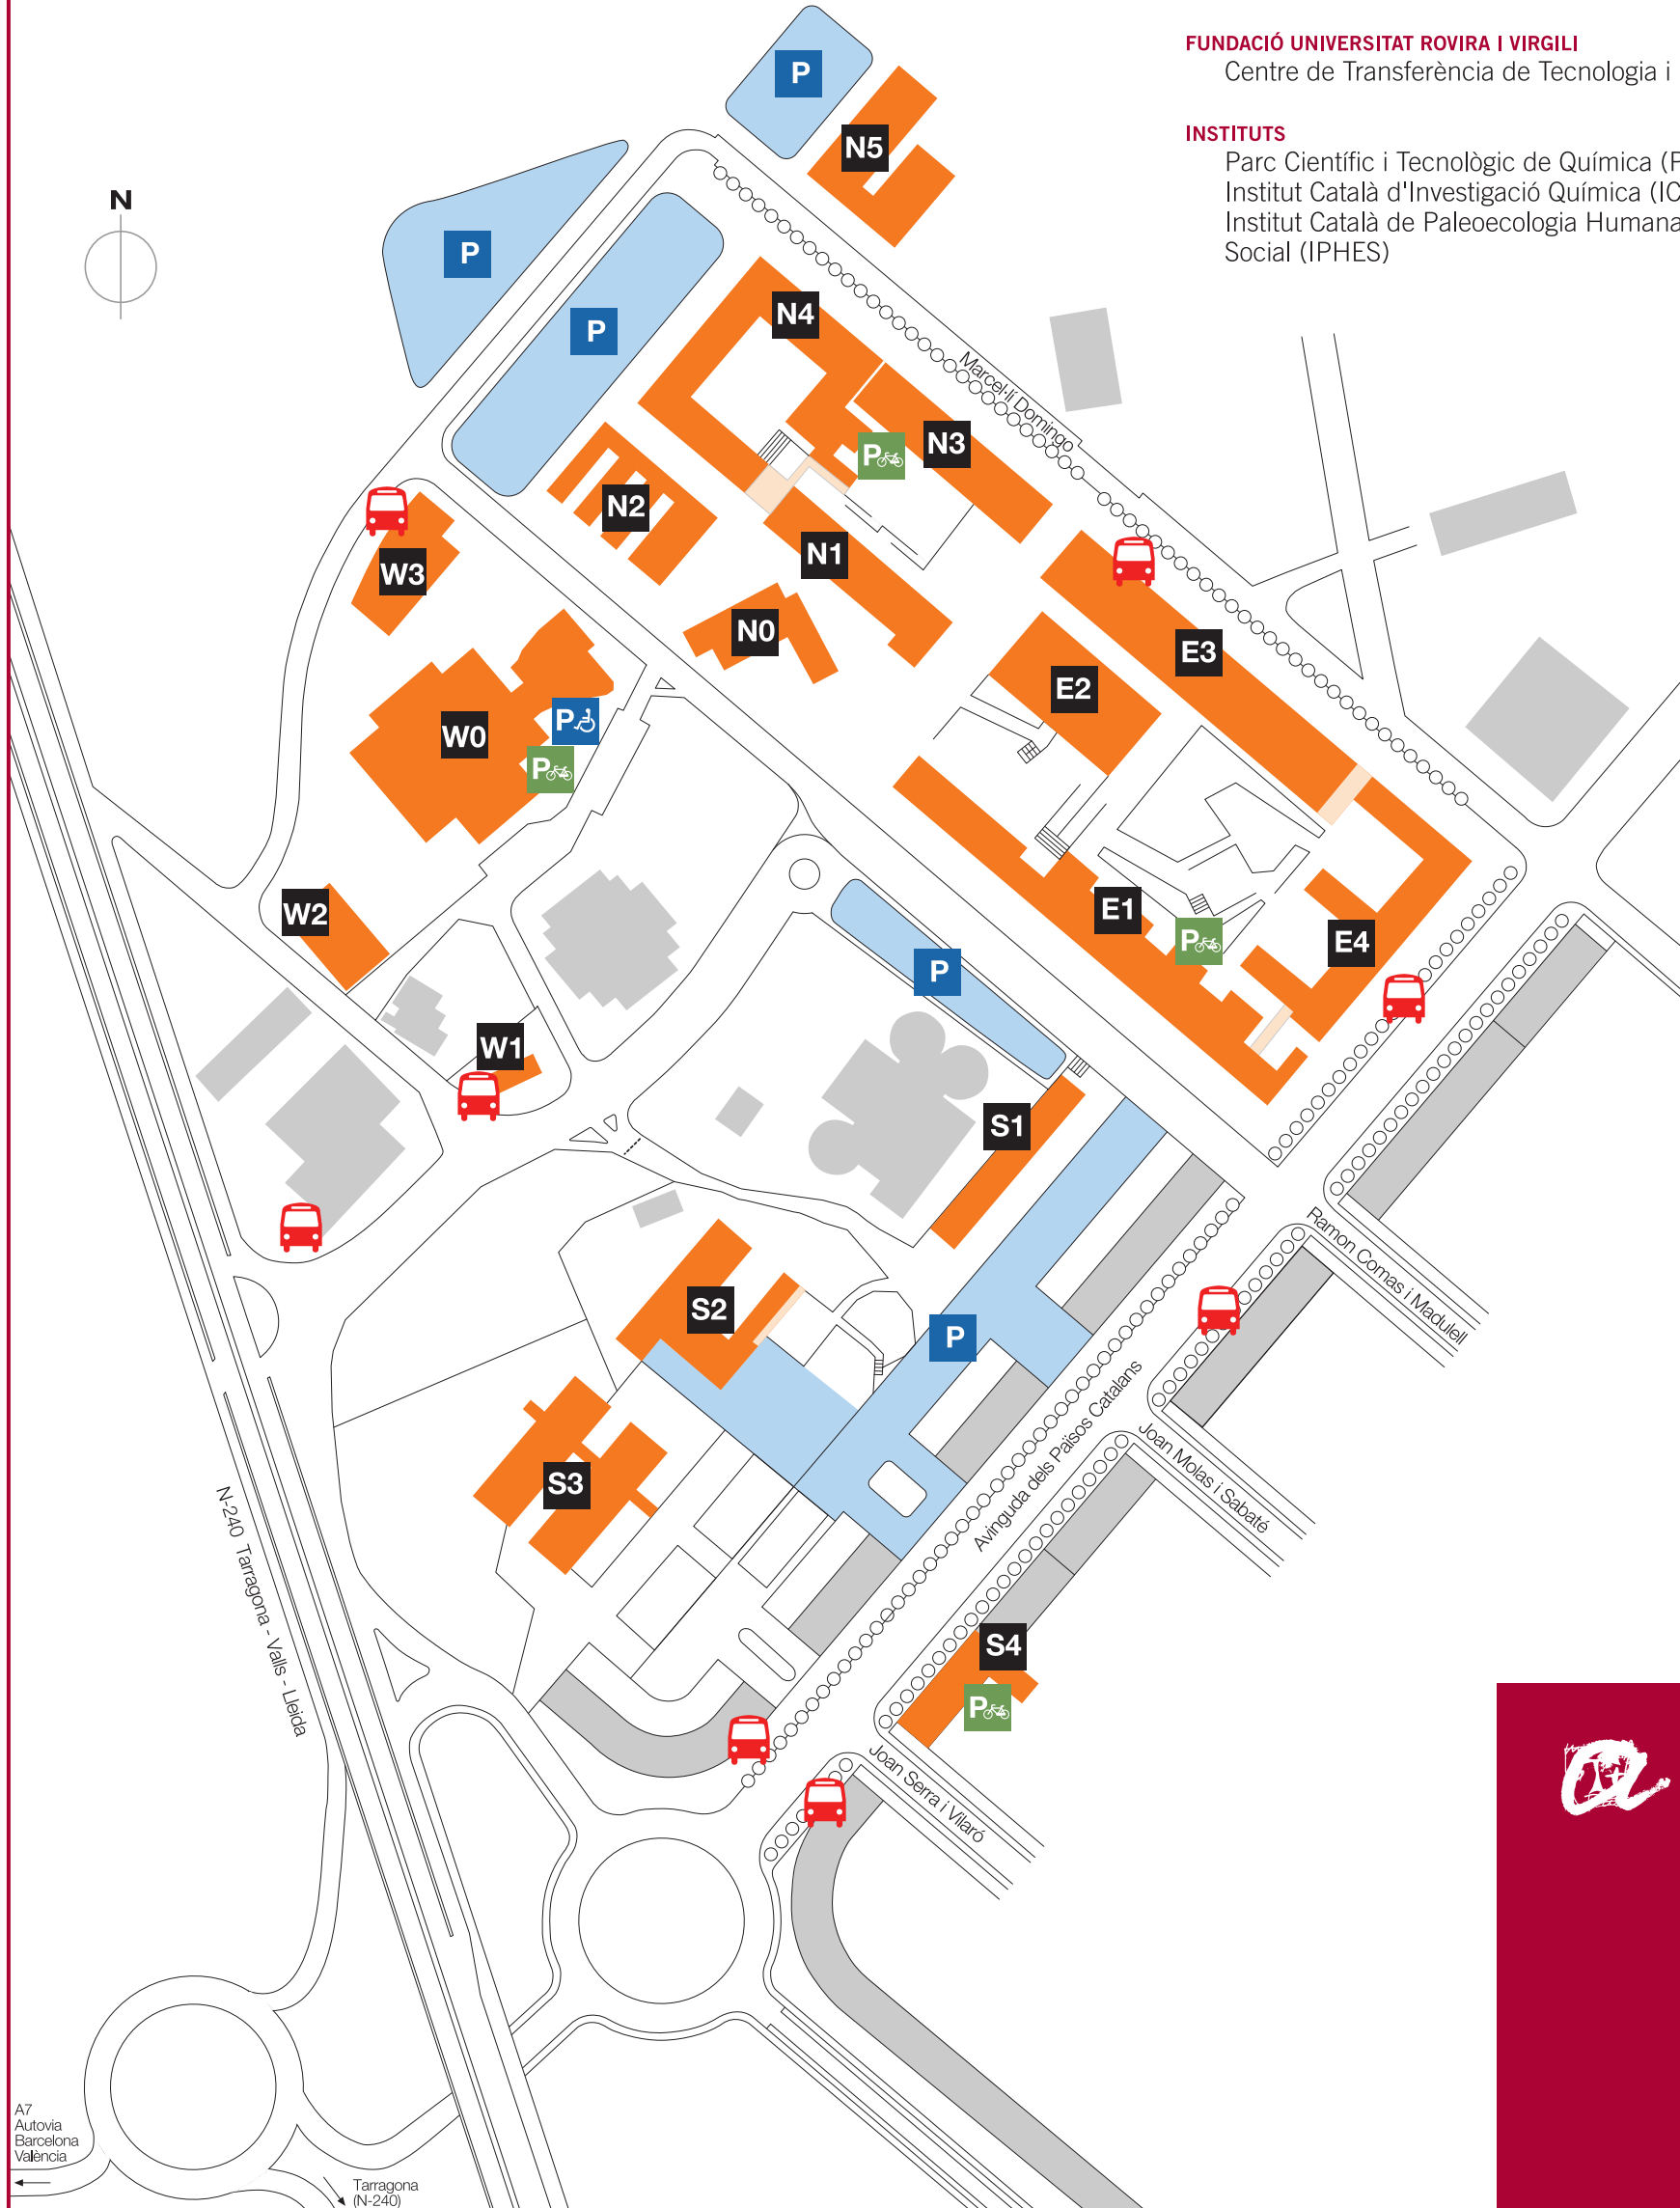 FUNDACIÓ UNIVERSITAT ROVIRA I VIRGILI
Centre de Transferència de Tecnologia i
INSTITUTS
Parc Científic i Tecnològic de Química (P
Institut Català d'Investigació Química (IC
Institut Català de Paleoecologia Humana
Social (IPHES)
N
P
N5
P
P
N4
Marcel·lí Domingo
N3
P
N2
N1
W3
N0
E3
E2
W0
P
P
W2
E1
P
E4
P
W1
S1
S2
P
Ramon Comas i Madulell
Avinguda dels Països Catalans
Joan Molas i Sabaté
S3
N-240 Tarragona - Valls - Lleida
S4
P
Joan Serra i Vilaró
A7
Autovia
Barcelona
València
Tarragona
(N-240)